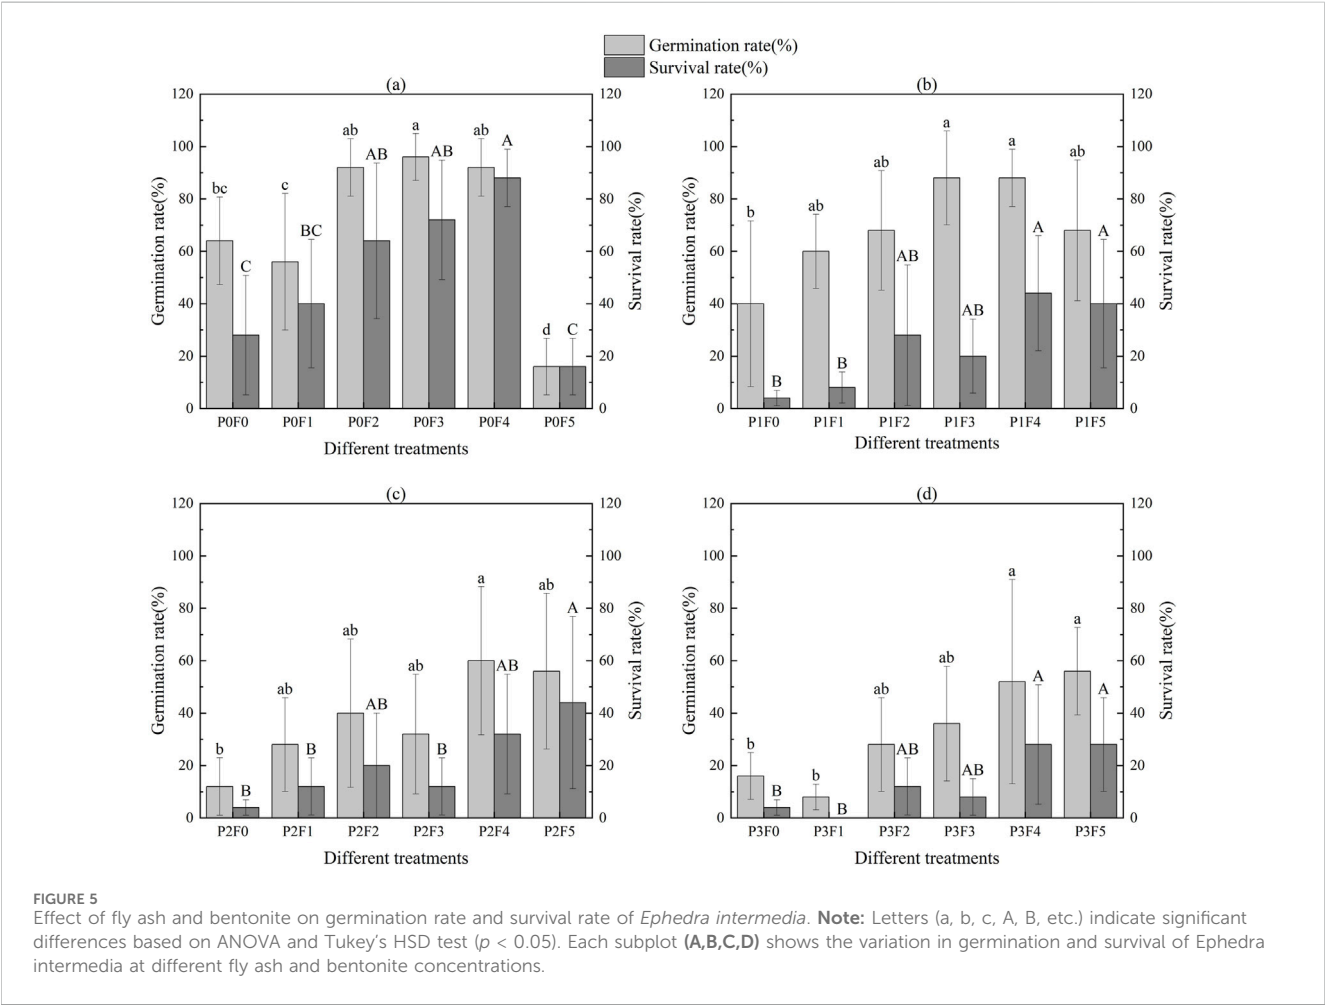 Germination rate(%)
Survival rate(%)
(a)
120
100
80
60
40
20
0
Germination rate(%)
120
100
80
60
40
20
0
Survival rate(%)
bc
C
c
BC
ab
AB
a
AB
ab
A
d
C
P0F0 P0F1 P0F2 P0F3 P0F4 P0F5
Different treatments
(b)
120
100
80
60
40
20
0
Germination rate(%)
120
100
80
60
40
20
0
Survival rate(%)
b
B
ab
B
ab
AB
a
AB
a
A
ab
A
P1F0 P1F1 P1F2 P1F3 P1F4 P1F5
Different treatments
(c)
120
100
80
60
40
20
0
Germination rate(%)
120
100
80
60
40
20
0
Survival rate(%)
b
B
ab
B
ab
AB
ab
B
a
AB
ab
A
P2F0 P2F1 P2F2 P2F3 P2F4 P2F5
Different treatments
(d)
120
100
80
60
40
20
0
Germination rate(%)
120
100
80
60
40
20
0
Survival rate(%)
b
B
b
B
ab
AB
ab
AB
a
A
a
A
P3F0 P3F1 P3F2 P3F3 P3F4 P3F5
Different treatments
FIGURE 5
Effect of fly ash and bentonite on germination rate and survival rate of Ephedra intermedia. Note: Letters (a, b, c, A, B, etc.) indicate significant
differences based on ANOVA and Tukey's HSD test (p < 0.05). Each subplot (A,B,C,D) shows the variation in germination and survival of Ephedra
intermedia at different fly ash and bentonite concentrations.